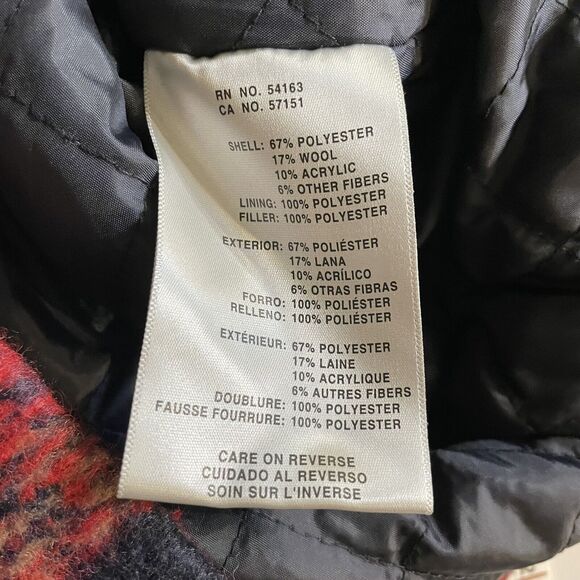 RN NO. 54163
CA NO. 57151
SHELL: 67% POLYESTER
17% WOOL
10% ACRYLIC
6% OTHER FIBERS
LINING: 100% POLYESTER
FILLER: 100% POLYESTER
EXTERIOR: 67% POLIÉSTER
17% LANA
10% ACRÍLICO
6% OTRAS FIBRAS
FORRO: 100% POLIÉSTER
RELLENO: 100% POLIÉSTER
EXTÉRIEUR: 67% POLYESTER
17% LAINE
10% ACRYLIQUE
6% AUTRES FIBERS
DOUBLURE: 100% POLYESTER
FAUSSE FOURRURE: 100% POLYESTER
CARE ON REVERSE
CUIDADO AL REVERSO
SOIN SUR L'INVERSE